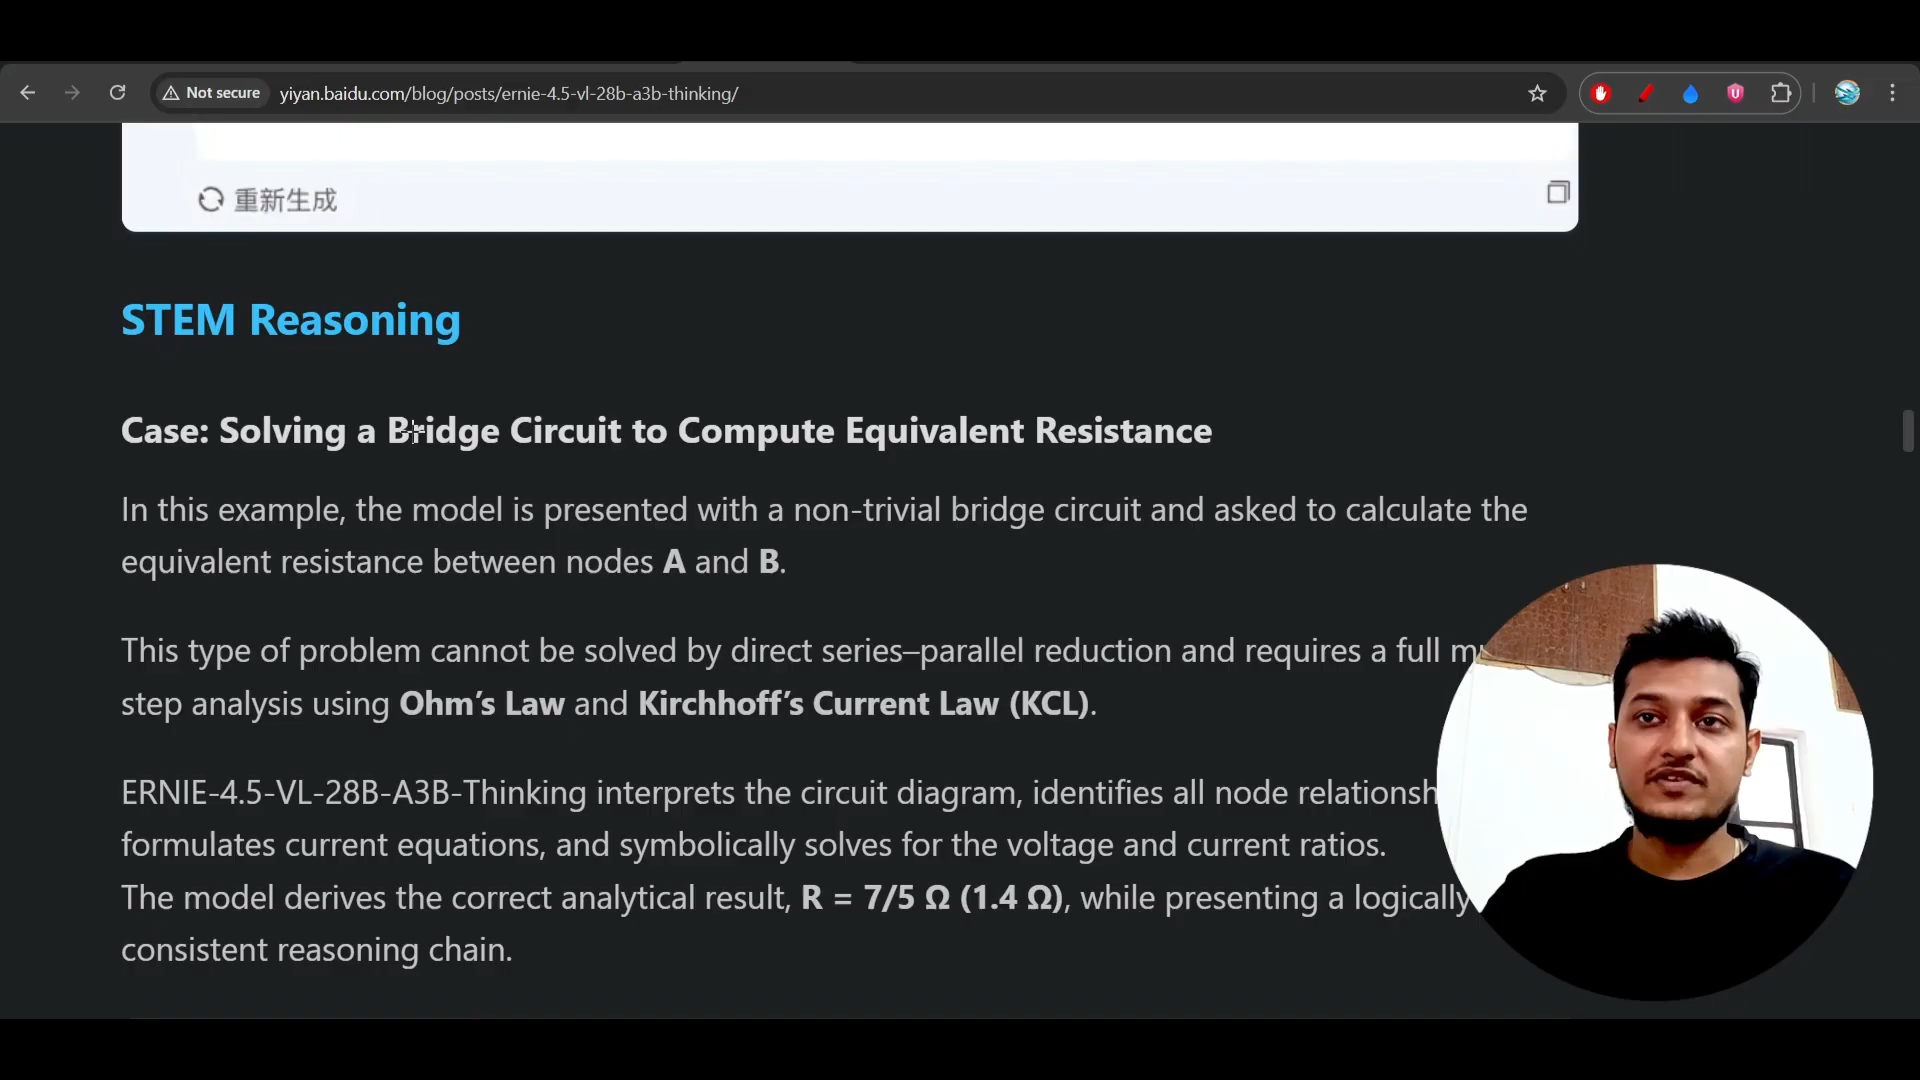 Not secure
yiyan.baidu.com/blog/posts/ernie-4.5-vl-28b-a3b-thinking/
重新生成
STEM Reasoning
Case: Solving a Bridge Circuit to Compute Equivalent Resistance
In this example, the model is presented with a non-trivial bridge circuit and asked to calculate the
equivalent resistance between nodes A and B.
This type of problem cannot be solved by direct series–parallel reduction and requires a full
step analysis using Ohm’s Law and Kirchhoff’s Current Law (KCL).
ERNIE-4.5-VL-28B-A3B-Thinking interprets the circuit diagram, identifies all node
formulates current equations, and symbolically solves for the voltage and current ratios.
The model derives the correct analytical result, R = 7/5 Ω (1.4 Ω), while presenting a logically
consistent reasoning chain.